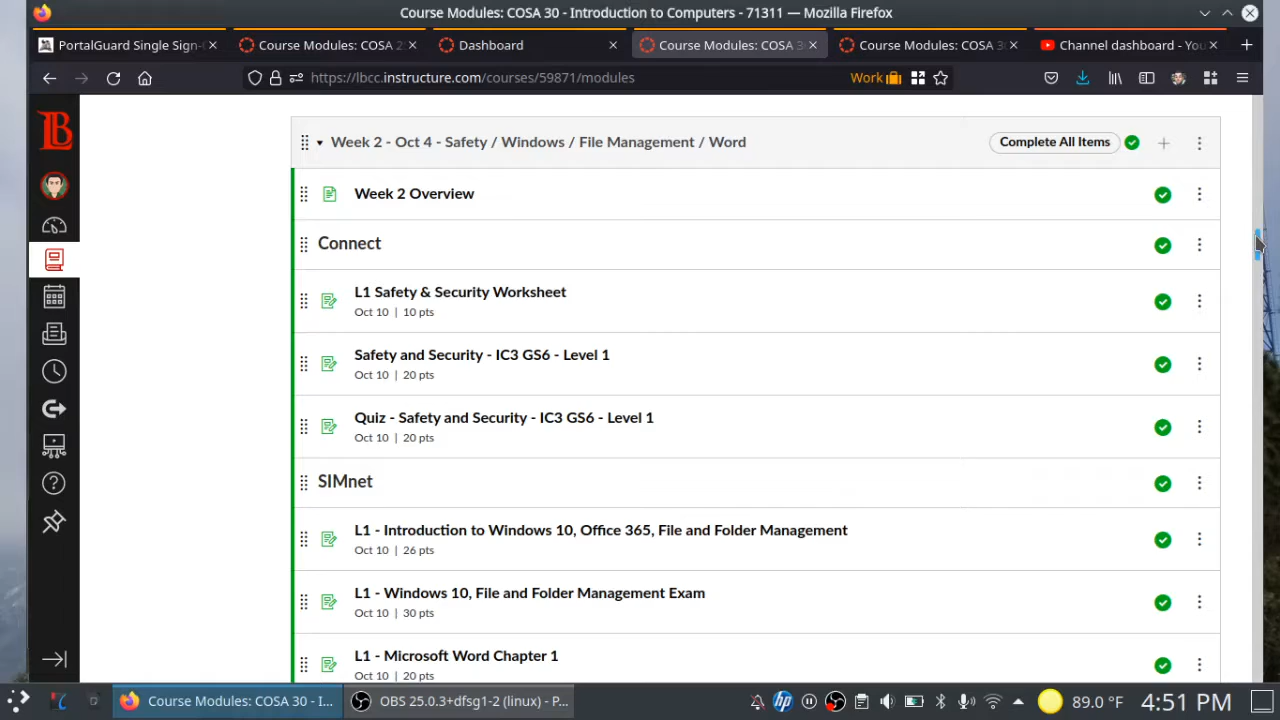 Course Modules: COSA 30 - Introduction to Computers - 71311 — Mozilla Firefox
PortalGuard Single Sign-
Course Modules: COSA 2
Dashboard
Course Modules: COSA 3
Course Modules: COSA 30
Channel dashboard - You
https://lbcc.instructure.com/courses/59871/modules
Work
LB
Week 2 - Oct 4 - Safety / Windows / File Management / Word
Complete All Items
Week 2 Overview
Connect
L1 Safety & Security Worksheet
Oct 10 | 10 pts
Safety and Security - IC3 GS6 - Level 1
Oct 10 | 20 pts
Quiz - Safety and Security - IC3 GS6 - Level 1
Oct 10 | 20 pts
SIMnet
L1 - Introduction to Windows 10, Office 365, File and Folder Management
Oct 10 | 26 pts
L1 - Windows 10, File and Folder Management Exam
Oct 10 | 30 pts
L1 - Microsoft Word Chapter 1
Oct 10 | 20 pts
Course Modules: COSA 30 - I...
OBS 25.0.3+dfsg1-2 (linux) - P...
hp
89.0 °F
4:51 PM